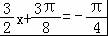 3/2 x + 3π/8 = - π/4